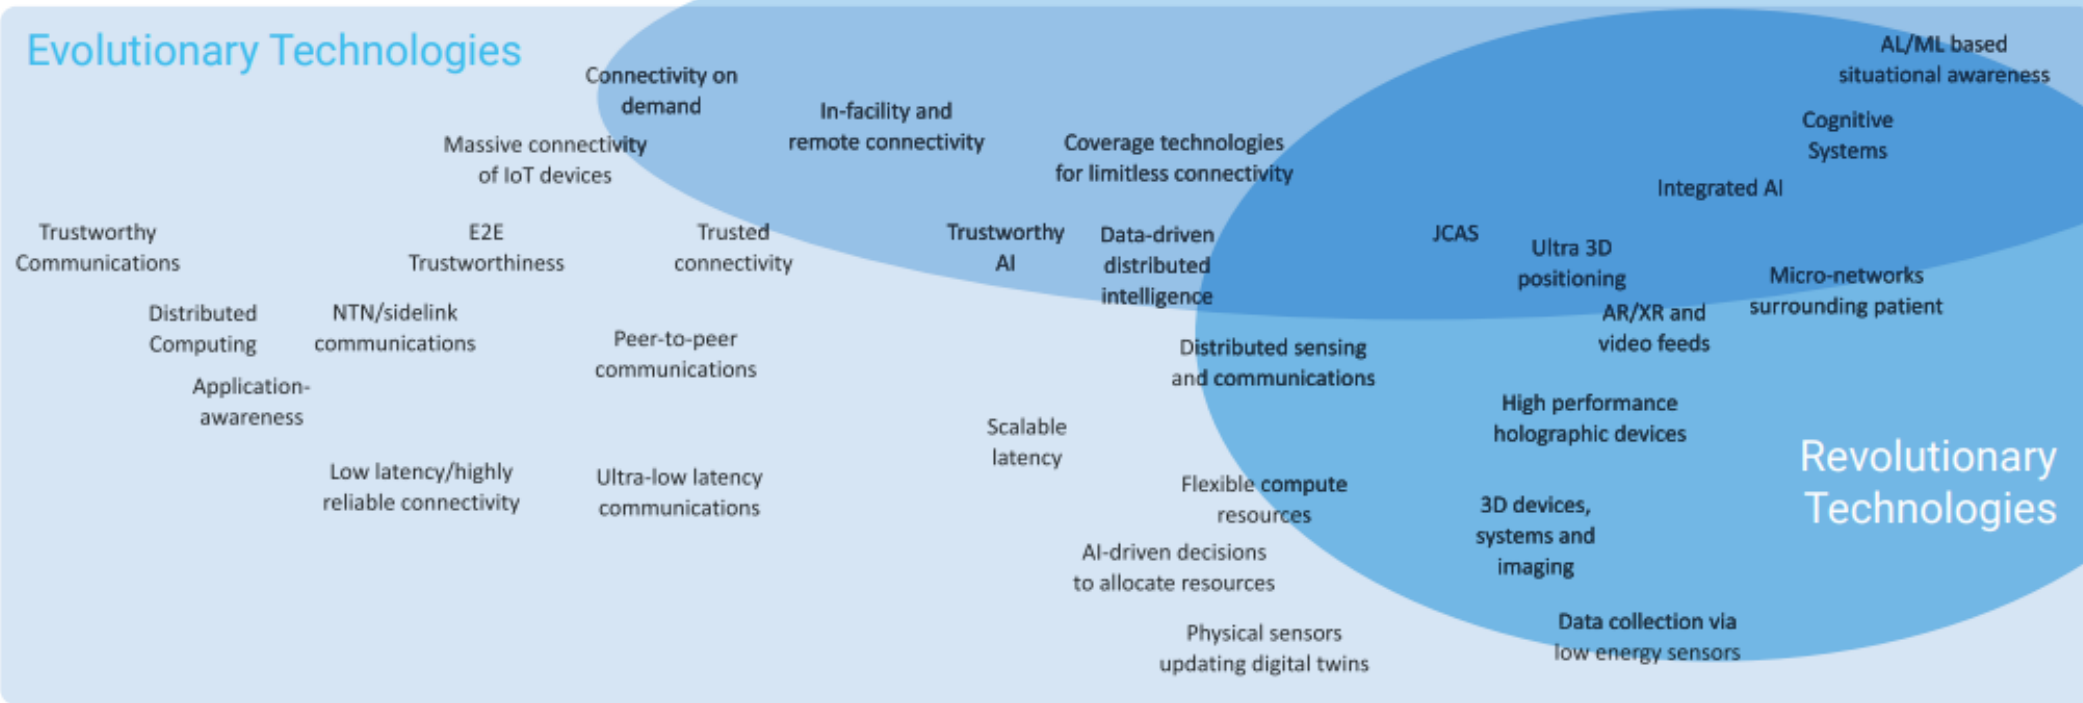 Evolutionary Technologies
Connectivity on
demand
In-facility and
remote connectivity
Massive connectivity
of IoT devices
Coverage technologies
for limitless connectivity
AL/ML based
situational awareness
Cognitive
Systems
Integrated AI
Trustworthy
Communications
E2E
Trustworthiness
Trusted
connectivity
Trustworthy
AI
Data-driven
distributed
intelligence
JCAS
Ultra 3D
positioning
Micro-networks
surrounding patient
Distributed
Computing
NTN/sidelink
communications
Peer-to-peer
communications
Distributed sensing
and communications
AR/XR and
video feeds
Application-
awareness
Scalable
latency
High performance
holographic devices
Revolutionary
Technologies
Low latency/highly
reliable connectivity
Ultra-low latency
communications
Flexible compute
resources
3D devices,
systems and
imaging
AI-driven decisions
to allocate resources
Physical sensors
updating digital twins
Data collection via
low energy sensors